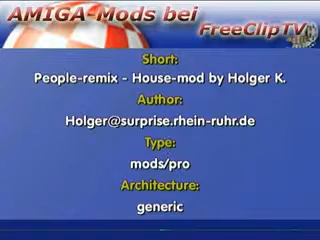 AMIGA-Mods bei
FreeClipTV
Short:
People-remix - House-mod by Holger K.
Author:
Holger@surprise.rhein-ruhr.de
Type:
mods/pro
Architecture:
generic